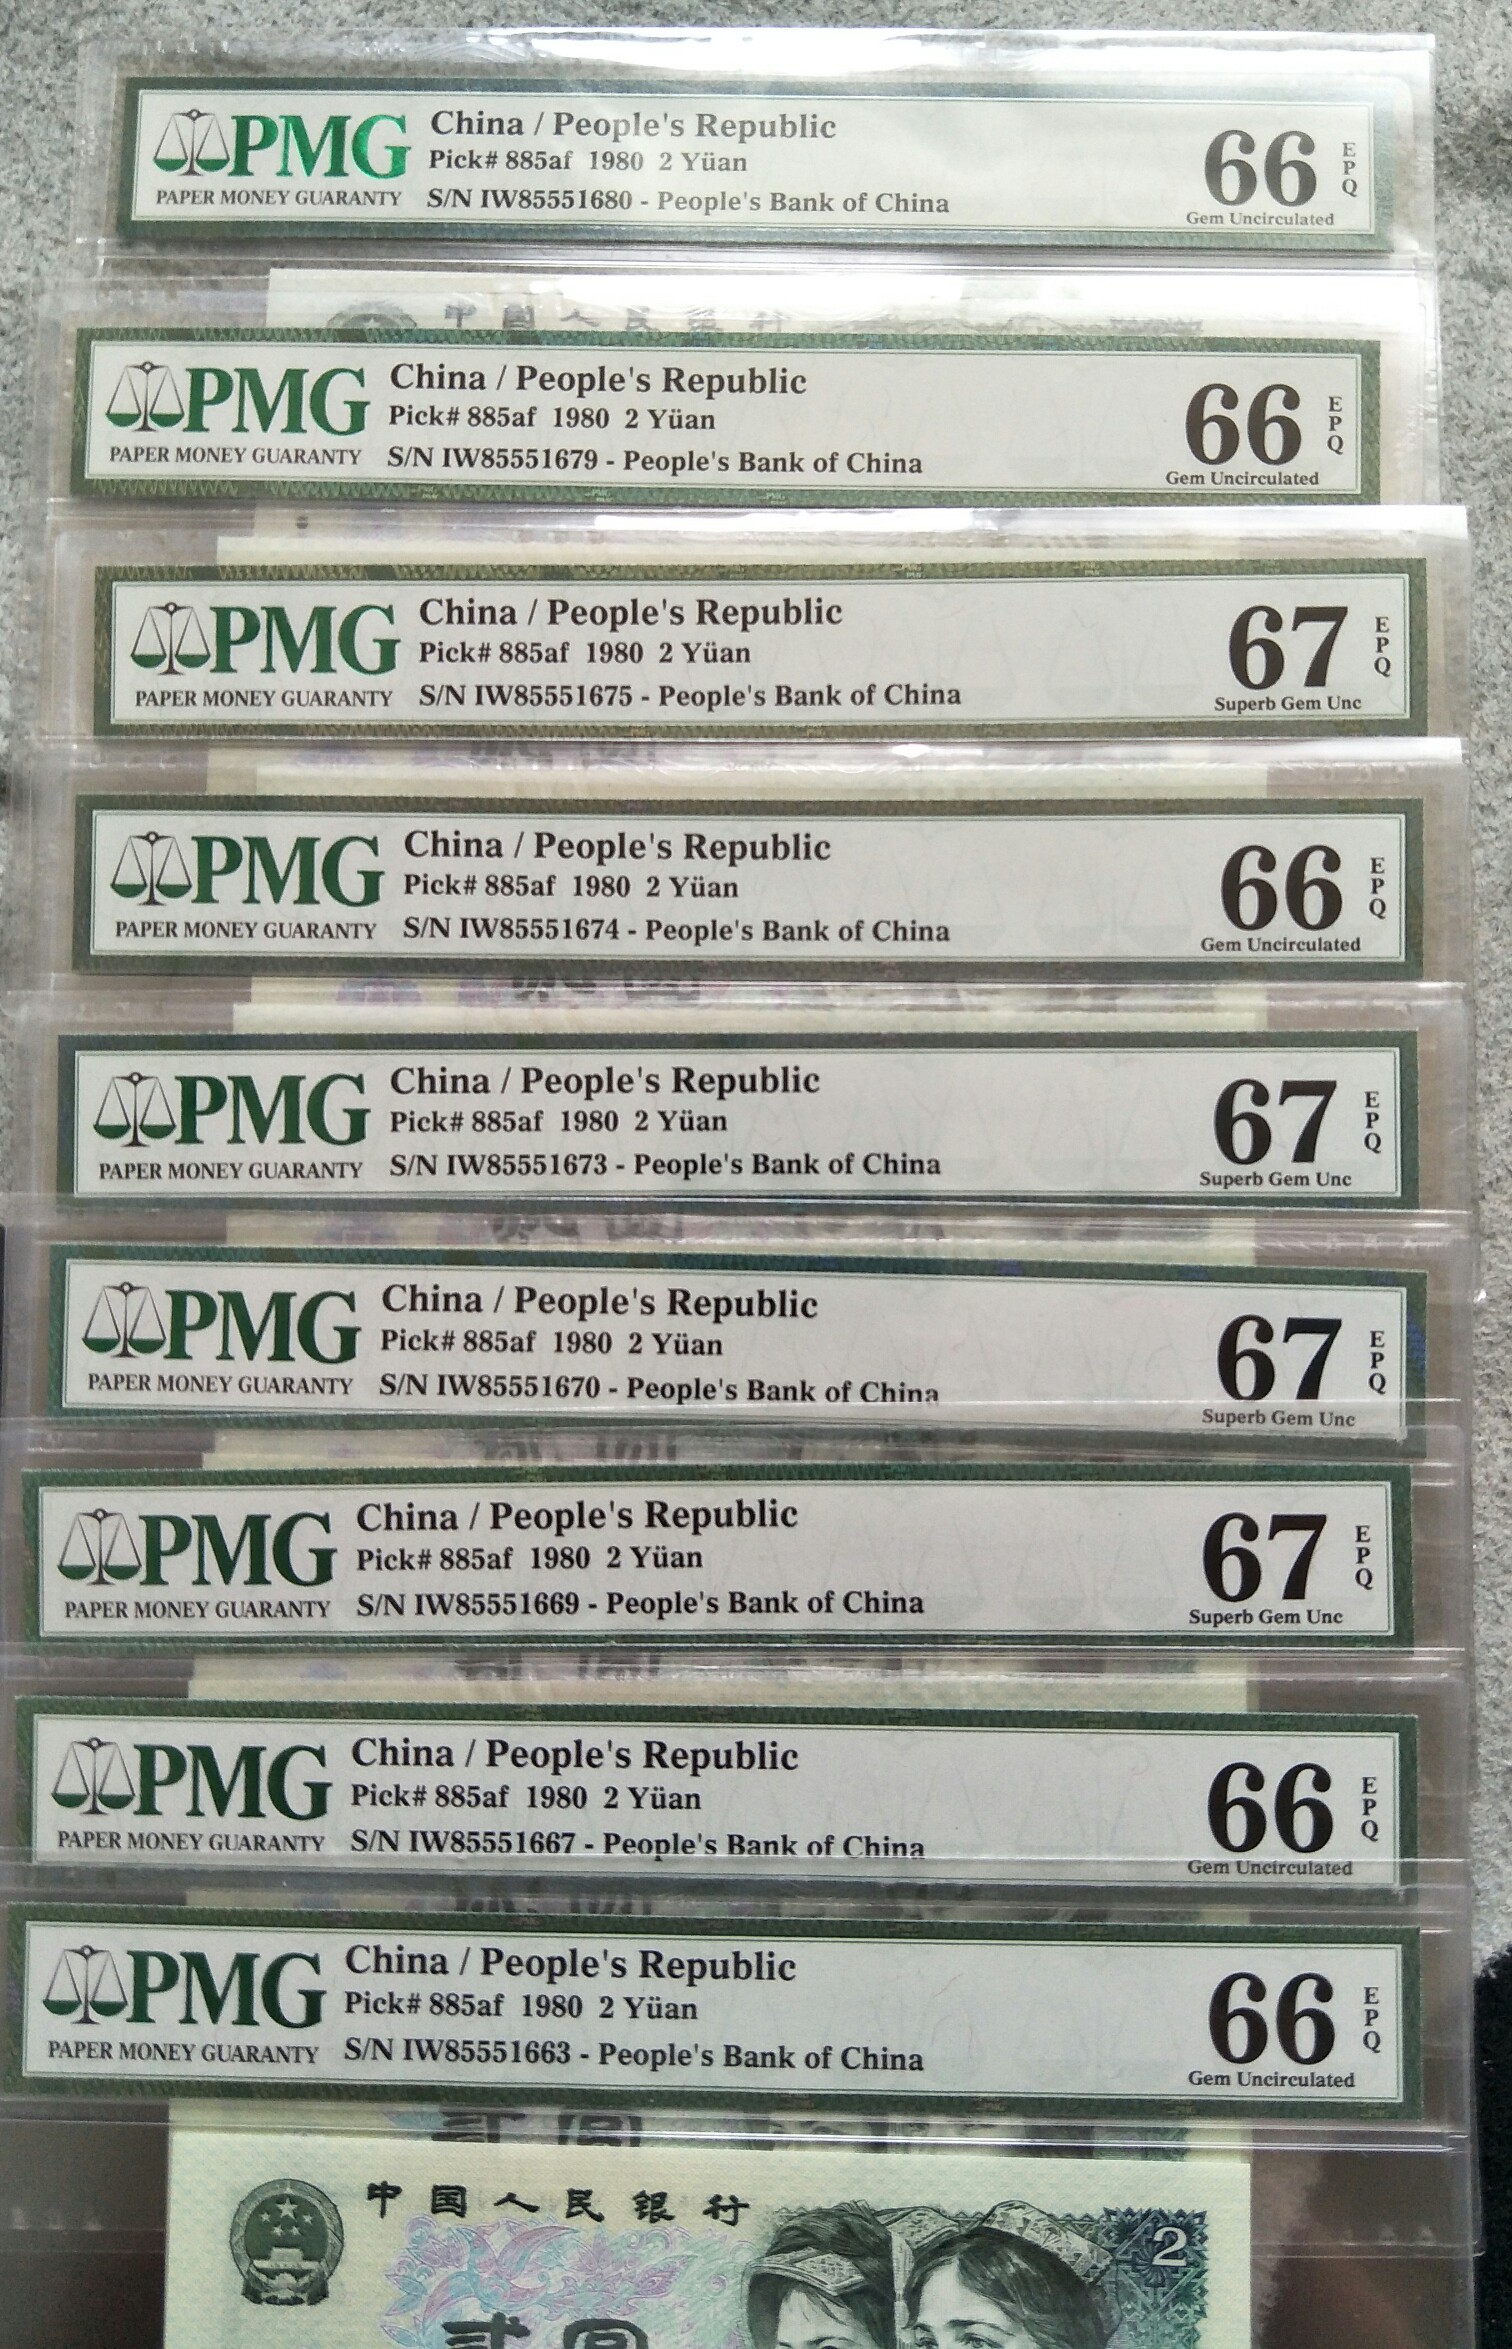 PMG
PAPER MONEY GUARANTY
China / People's Republic
Pick# 885af 1980 2 Yüan
S/N IW85551680 - People's Bank of China
66
EPQ
Gem Uncirculated
中国人民银行
PMG
PAPER MONEY GUARANTY
China / People's Republic
Pick# 885af 1980 2 Yüan
S/N IW85551679 - People's Bank of China
66
EPQ
Gem Uncirculated
PMG
PAPER MONEY GUARANTY
China / People's Republic
Pick# 885af 1980 2 Yüan
S/N IW85551675 - People's Bank of China
67
EPQ
Superb Gem Unc
PMG
PAPER MONEY GUARANTY
China / People's Republic
Pick# 885af 1980 2 Yüan
S/N IW85551674 - People's Bank of China
66
EPQ
Gem Uncirculated
PMG
PAPER MONEY GUARANTY
China / People's Republic
Pick# 885af 1980 2 Yüan
S/N IW85551673 - People's Bank of China
67
EPQ
Superb Gem Unc
PMG
PAPER MONEY GUARANTY
China / People's Republic
Pick# 885af 1980 2 Yüan
S/N IW85551670 - People's Bank of China
67
EPQ
Superb Gem Unc
PMG
PAPER MONEY GUARANTY
China / People's Republic
Pick# 885af 1980 2 Yüan
S/N IW85551669 - People's Bank of China
67
EPQ
Superb Gem Unc
PMG
PAPER MONEY GUARANTY
China / People's Republic
Pick# 885af 1980 2 Yüan
S/N IW85551667 - People's Bank of China
66
EPQ
Gem Uncirculated
PMG
PAPER MONEY GUARANTY
China / People's Republic
Pick# 885af 1980 2 Yüan
S/N IW85551663 - People's Bank of China
66
EPQ
Gem Uncirculated
中国人民银行
2
贰圆